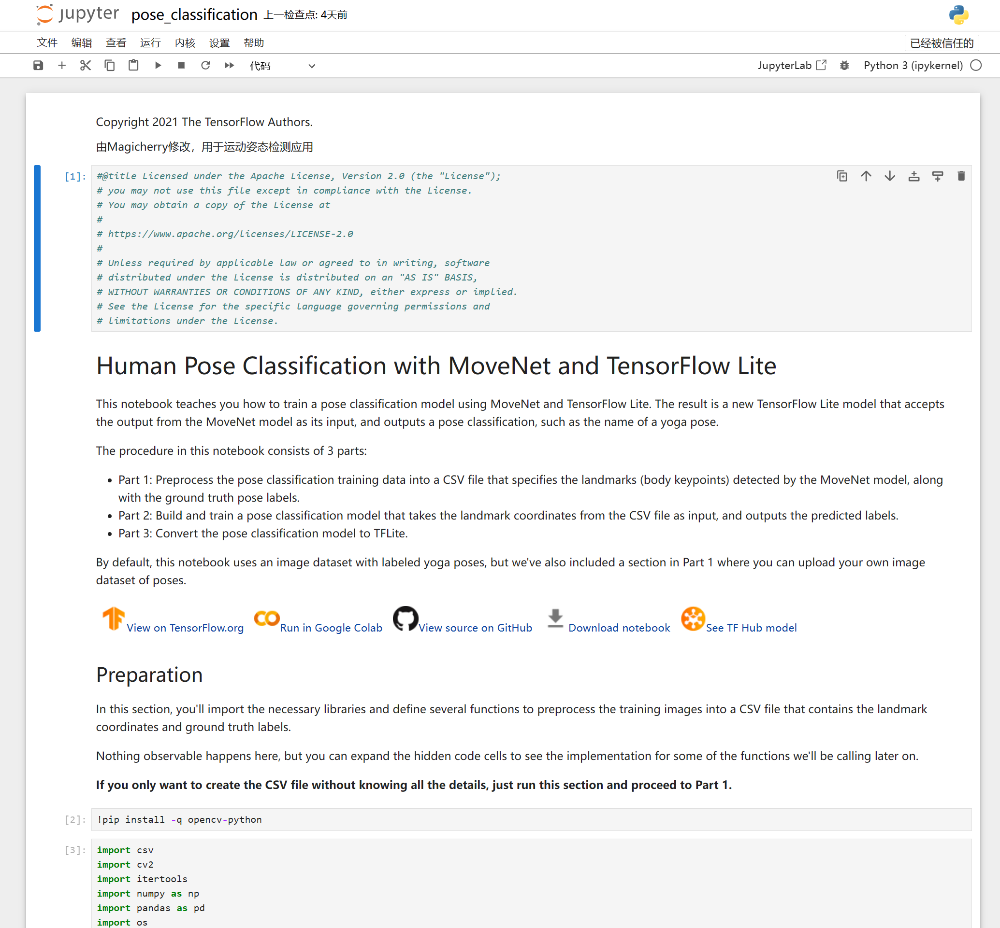 jupyter pose_classification 上一检查点: 4天前
文件 编辑 查看 运行 内核 设置 帮助 已经被信任的
代码 JupyterLab Python 3 (ipykernel)
Copyright 2021 The TensorFlow Authors.
由Magicherry修改，用于运动姿态检测应用
[1]: #@title Licensed under the Apache License, Version 2.0 (the "License");
# you may not use this file except in compliance with the License.
# You may obtain a copy of the License at
#
# https://www.apache.org/licenses/LICENSE-2.0
#
# Unless required by applicable law or agreed to in writing, software
# distributed under the License is distributed on an "AS IS" BASIS,
# WITHOUT WARRANTIES OR CONDITIONS OF ANY KIND, either express or implied.
# See the License for the specific language governing permissions and
# limitations under the License.
Human Pose Classification with MoveNet and TensorFlow Lite
This notebook teaches you how to train a pose classification model using MoveNet and TensorFlow Lite. The result is a new TensorFlow Lite model that accepts
the output from the MoveNet model as its input, and outputs a pose classification, such as the name of a yoga pose.
The procedure in this notebook consists of 3 parts:
• Part 1: Preprocess the pose classification training data into a CSV file that specifies the landmarks (body keypoints) detected by the MoveNet model, along
with the ground truth pose labels.
• Part 2: Build and train a pose classification model that takes the landmark coordinates from the CSV file as input, and outputs the predicted labels.
• Part 3: Convert the pose classification model to TFLite.
By default, this notebook uses an image dataset with labeled yoga poses, but we've also included a section in Part 1 where you can upload your own image
dataset of poses.
View on TensorFlow.org Run in Google Colab View source on GitHub Download notebook See TF Hub model
Preparation
In this section, you'll import the necessary libraries and define several functions to preprocess the training images into a CSV file that contains the landmark
coordinates and ground truth labels.
Nothing observable happens here, but you can expand the hidden code cells to see the implementation for some of the functions we'll be calling later on.
If you only want to create the CSV file without knowing all the details, just run this section and proceed to Part 1.
[2]: !pip install -q opencv-python
[3]: import csv
import cv2
import itertools
import numpy as np
import pandas as pd
import os